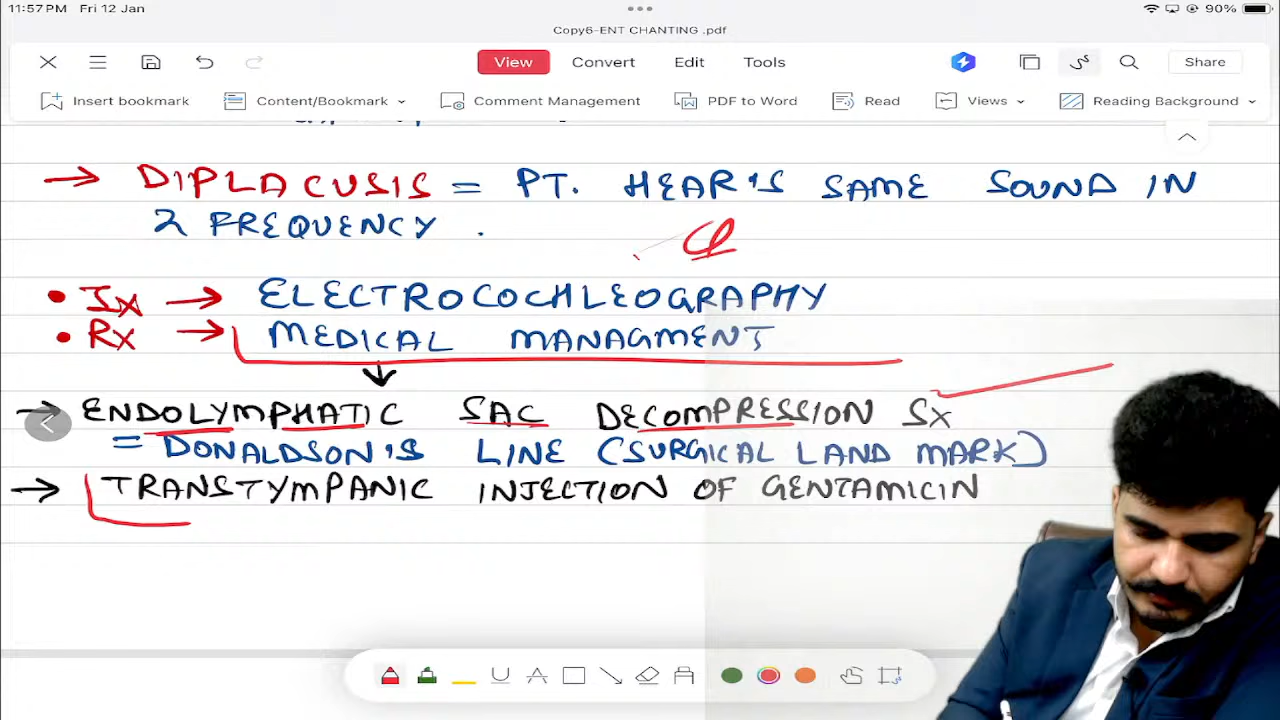 11:57PM Fri 12 Jan
90%
Copy6-ENT CHANTING .pdf
View Convert Edit Tools Share
Insert bookmark Content/Bookmark Comment Management PDF to Word Read Views Reading Background
→ DIPLACUSIS = PT. HEAR'S SAME SOUND IN
2 FREQUENCY .
• Ix → ELECTROCOCHLEOGRAPHY
• Rx → MEDICAL MANAGMENT
→ ENDOLYMPHATIC SAC DECOMPRESSION Sx
= DONALDSON'S LINE (SURGICAL LAND MARK)
→ TRANSTYMPANIC INJECTION OF GENTAMICIN